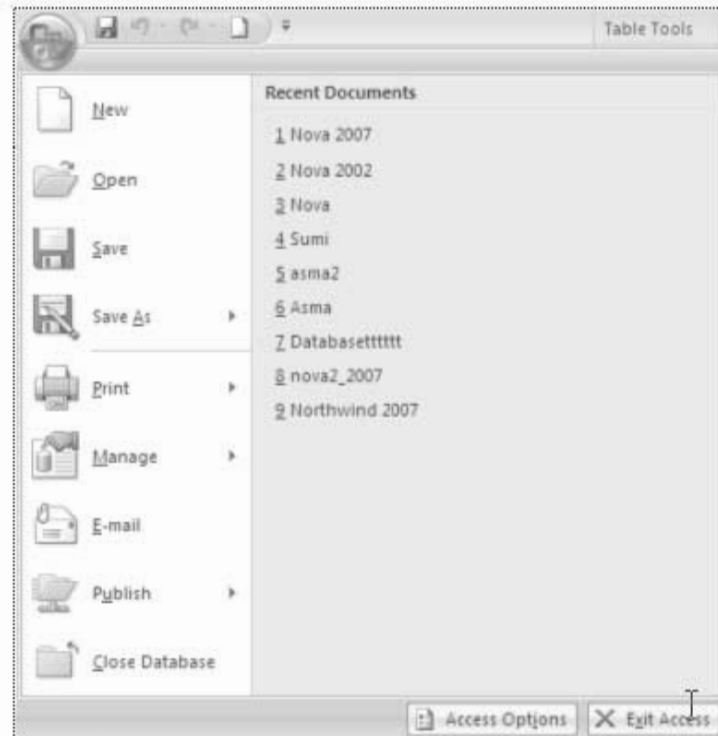 Table Tools
New
Open
Save
Save As
Print
Manage
E-mail
Publish
Close Database
Recent Documents
1 Nova 2007
2 Nova 2002
3 Nova
4 Sumi
5 asma2
6 Asma
7 Databasetttttt
8 nova2_2007
9 Northwind 2007
Access Options
Exit Access